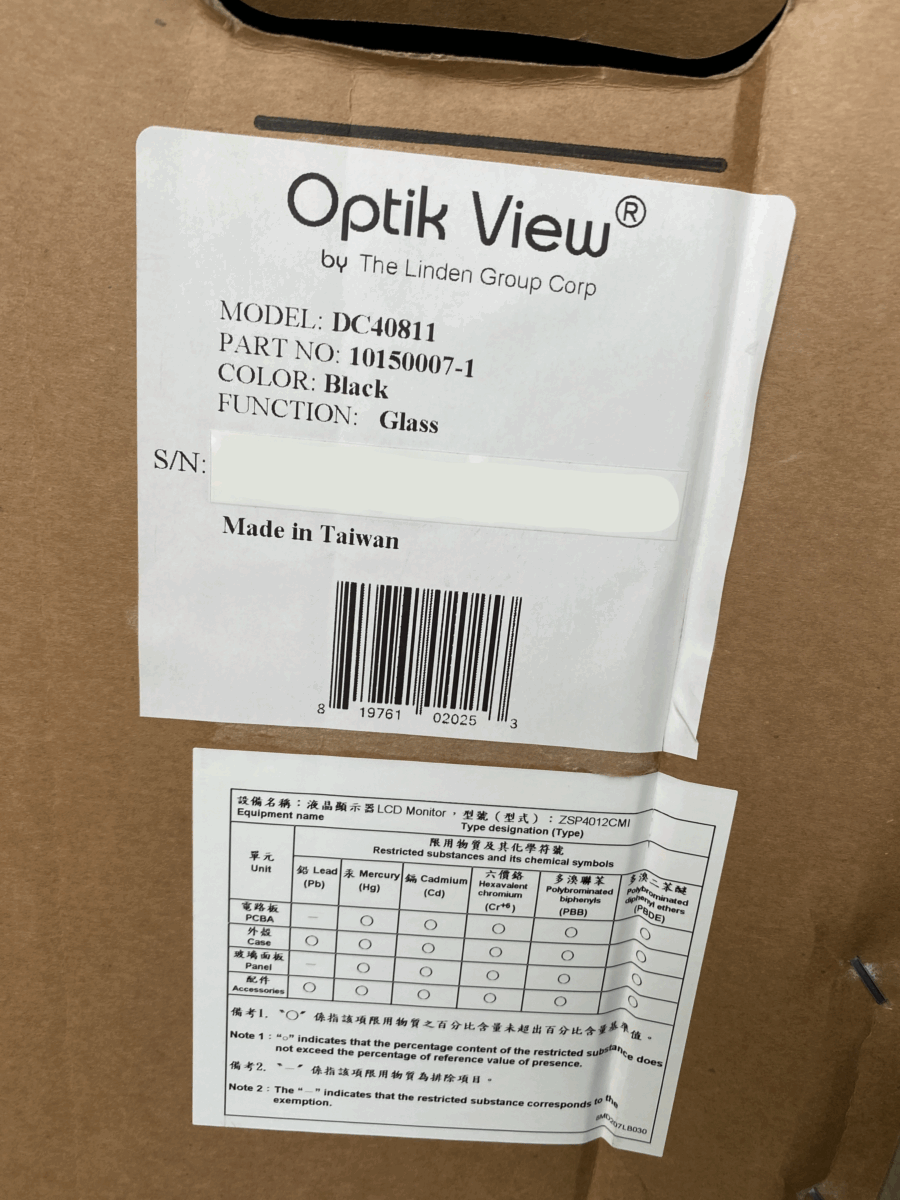 Optik View®
by The Linden Group Corp
MODEL: DC40811
PART NO: 10150007-1
COLOR: Black
FUNCTION: Glass
S/N:
Made in Taiwan
8 19761 02025 3
設備名稱：液晶顯示器LCD Monitor，型號（型式）：ZSP4012CMI
Equipment name Type designation (Type)
單元
Unit
限用物質及其化學符號
Restricted substances and its chemical symbols
鉛 Lead
(Pb)
汞 Mercury
(Hg)
鎘 Cadmium
(Cd)
六價鉻
Hexavalent
chromium
(Cr⁺⁶)
多溴聯苯
Polybrominated
biphenyls
(PBB)
多溴二苯醚
Polybrominated
diphenyl ethers
(PBDE)
電路板
PCBA
— ○ ○ ○ ○ ○
外殼
Case
○ ○ ○ ○ ○ ○
玻璃面板
Panel
— ○ ○ ○ ○ ○
配件
Accessories
○ ○ ○ ○ ○ ○
備考1. “○” 係指該項限用物質之百分比含量未超出百分比含量基準值。
Note 1：“○” indicates that the percentage content of the restricted substance does
not exceed the percentage of reference value of presence.
備考2. “—” 係指該項限用物質為排除項目。
Note 2：The “—” indicates that the restricted substance corresponds to the
exemption.